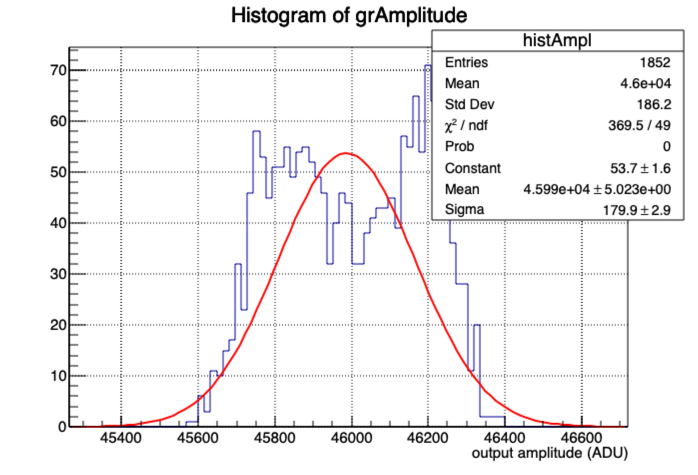 Histogram of grAmplitude
histAmpl
Entries 1852
Mean 4.6e+04
Std Dev 186.2
χ² / ndf 369.5 / 49
Prob 0
Constant 53.7 ± 1.6
Mean 4.599e+04 ± 5.023e+00
Sigma 179.9 ± 2.9
70
60
50
40
30
20
10
0
45400 45600 45800 46000 46200 46400 46600
output amplitude (ADU)